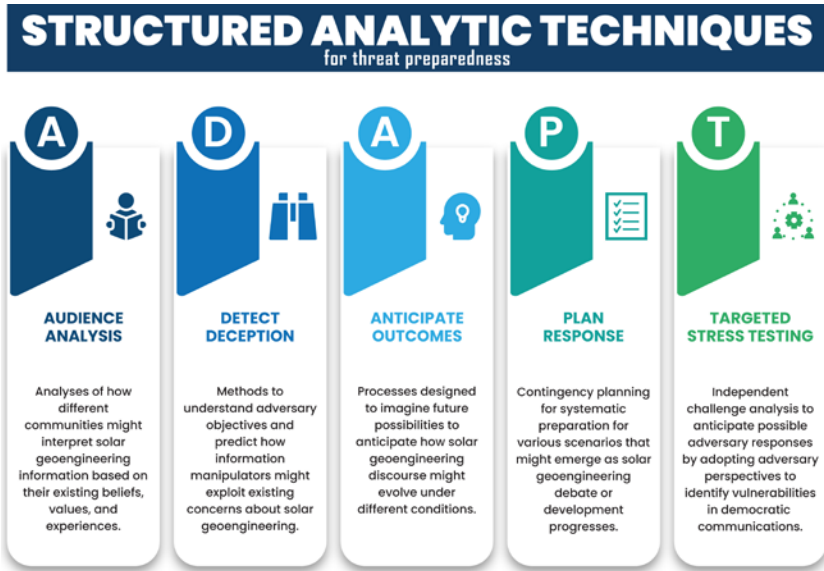 STRUCTURED ANALYTIC TECHNIQUES
for threat preparedness
A
AUDIENCE
ANALYSIS
Analyses of how
different
communities might
interpret solar
geoengineering
information based on
their existing beliefs,
values, and
experiences.
D
DETECT
DECEPTION
Methods to
understand adversary
objectives and
predict how
information
manipulators might
exploit existing
concerns about solar
geoengineering.
A
ANTICIPATE
OUTCOMES
Processes designed
to imagine future
possibilities to
anticipate how solar
geoengineering
discourse might
evolve under
different conditions.
P
PLAN
RESPONSE
Contingency planning
for systematic
preparation for
various scenarios that
might emerge as solar
geoengineering
debate or
development
progresses.
T
TARGETED
STRESS TESTING
Independent
challenge analysis to
anticipate possible
adversary responses
by adopting adversary
perspectives to
identify vulnerabilities
in democratic
communications.